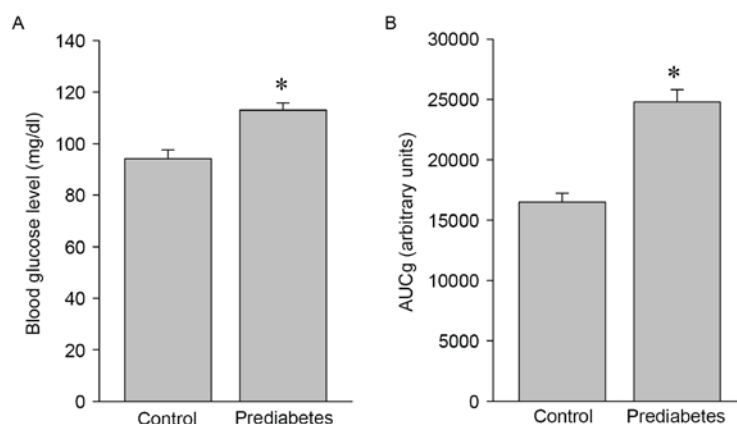 A
Blood glucose level (mg/dl)
140
120
100
80
60
40
20
0
*
Control
Prediabetes
B
AUCg (arbitrary units)
30000
25000
20000
15000
10000
5000
0
*
Control
Prediabetes